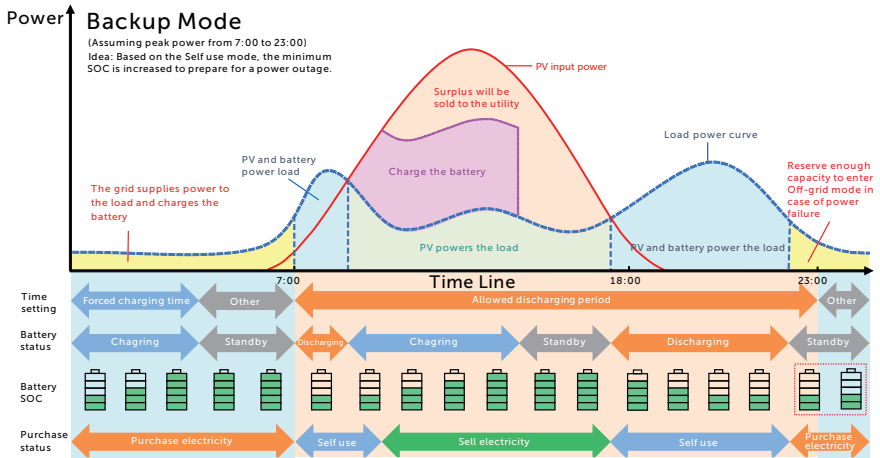 Power
Backup Mode
(Assuming peak power from 7:00 to 23:00)
Idea: Based on the Self use mode, the minimum
SOC is increased to prepare for a power outage.
PV input power
Surplus will be
sold to the utility
Load power curve
PV and battery
power load
Charge the battery
Reserve enough
capacity to enter
Off-grid mode in
case of power
failure
The grid supplies power to
the load and charges the
battery
PV powers the load
PV and battery power the load
7:00
Time Line
18:00
23:00
Time
setting
Forced charging time
Other
Allowed discharging period
Other
Battery
status
Chagring
Standby
Discharging
Chagring
Standby
Discharging
Standby
Battery
SOC
Purchase
status
Purchase electricity
Self use
Sell electricity
Self use
Purchase
electricity